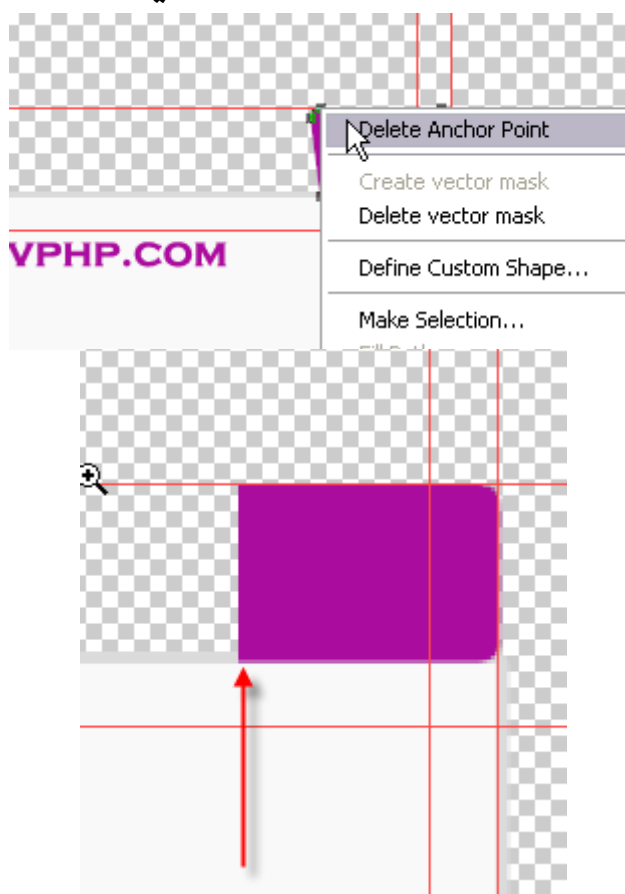 Delete Anchor Point
Create vector mask
Delete vector mask
VPHP.COM
Define Custom Shape...
Make Selection...